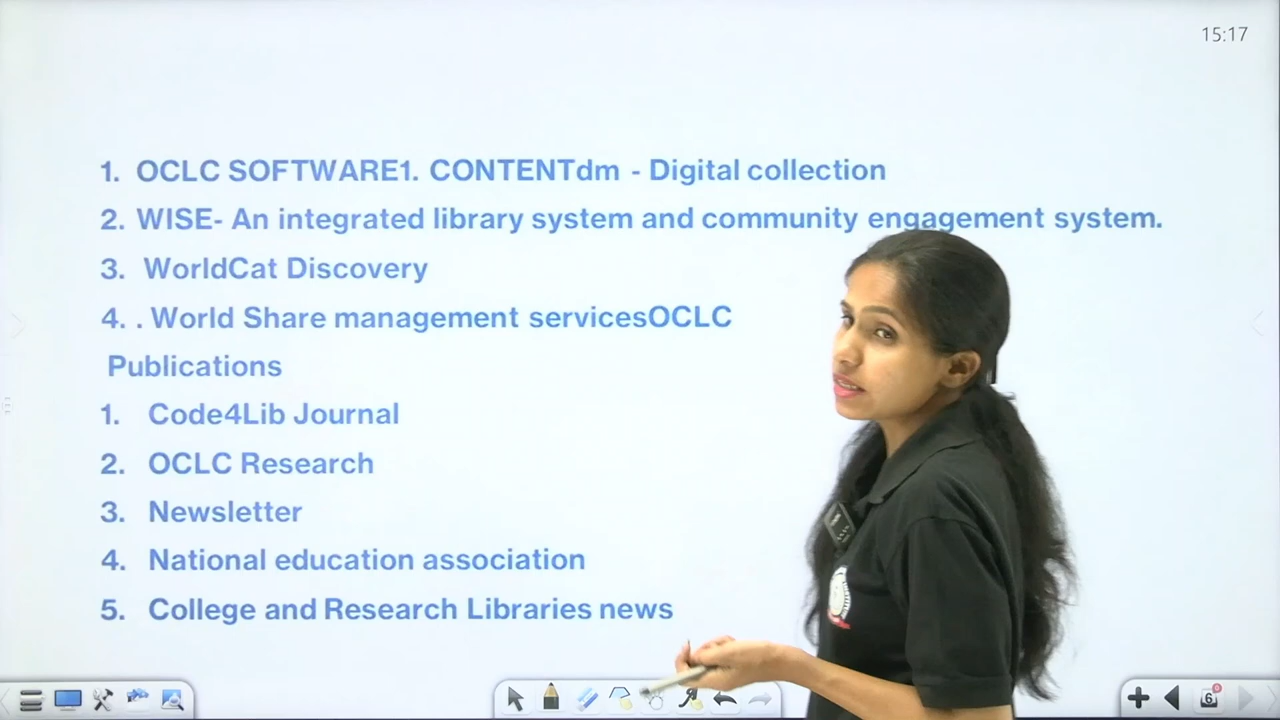 15:17
1. OCLC SOFTWARE1. CONTENTdm - Digital collection
2. WISE- An integrated library system and community engagement system.
3. WorldCat Discovery
4. . World Share management servicesOCLC
Publications
1. Code4Lib Journal
2. OCLC Research
3. Newsletter
4. National education association
5. College and Research Libraries news
6